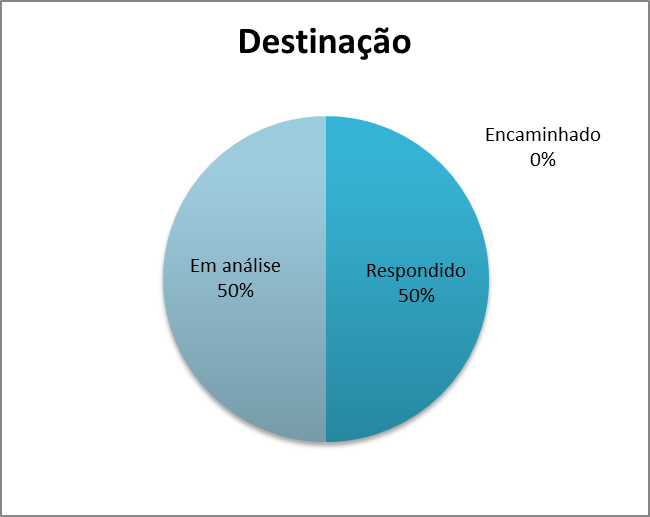 Destinação
Encaminhado
0%
Em análise
50%
Respondido
50%